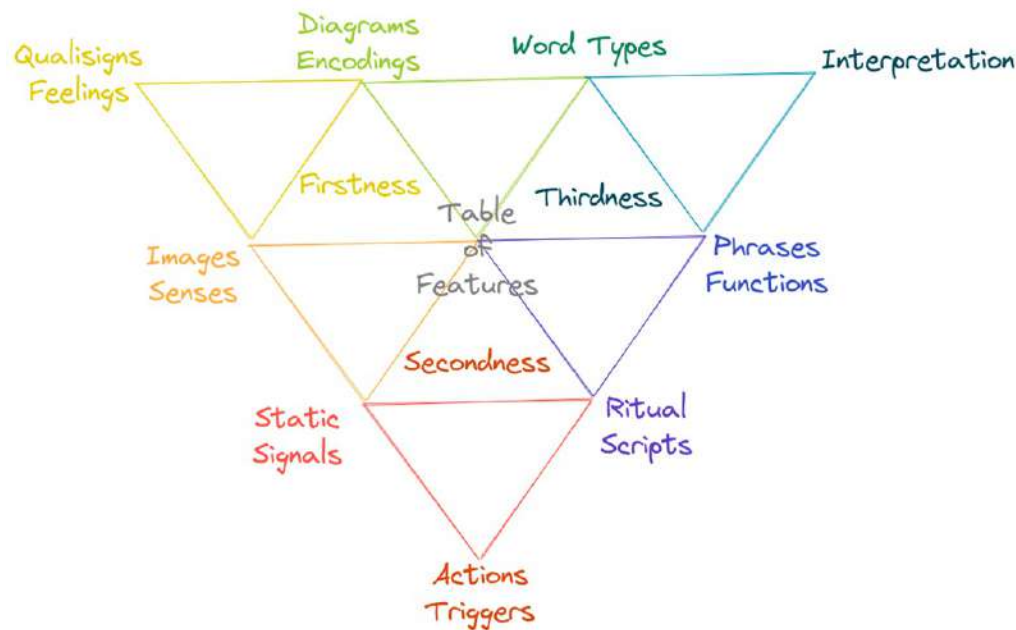 Qualisigns
Feelings
Diagrams
Encodings
Word Types
Interpretation
Firstness
Thirdness
Table
of
Features
Images
Senses
Phrases
Functions
Secondness
Static
Signals
Ritual
Scripts
Actions
Triggers